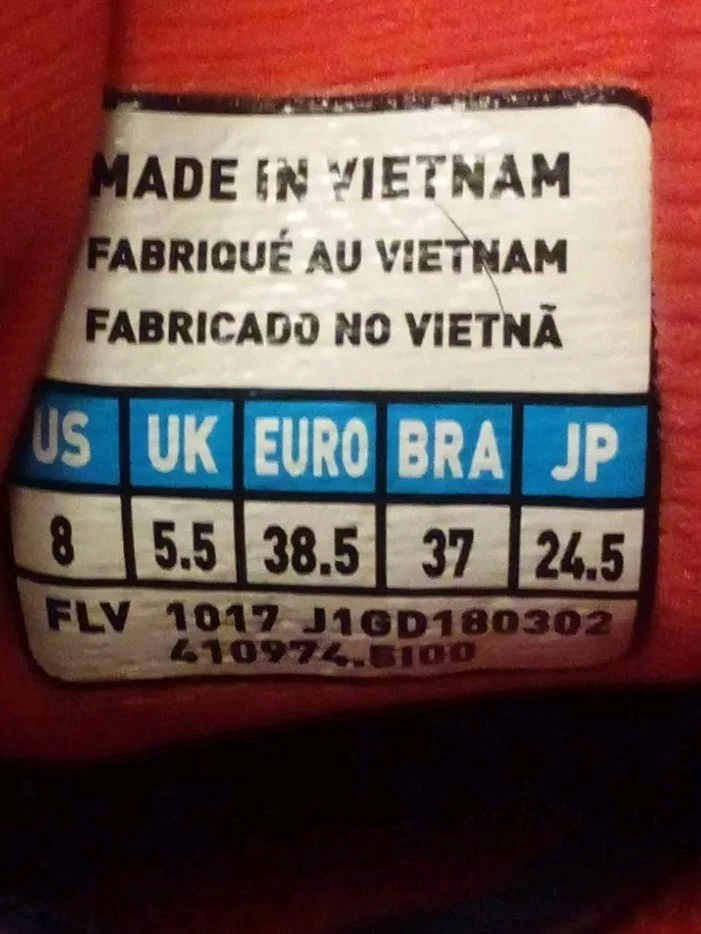 MADE IN VIETNAM
FABRIQUÉ AU VIETNAM
FABRICADO NO VIETNÃ
US UK EURO BRA JP
8 5.5 38.5 37 24.5
FLV 1017 J1GD180302
410974.5100